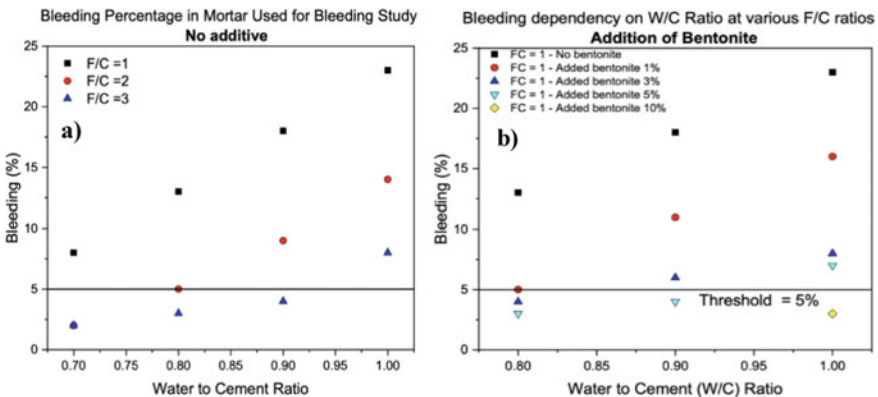 Bleeding Percentage in Mortar Used for Bleeding Study
No additive
F/C =1
F/C =2
F/C =3
a)
25
20
15
10
5
0
Bleeding (%)
0.70
0.75
0.80
0.85
0.90
0.95
1.00
Water to Cement Ratio
Bleeding dependency on W/C Ratio at various F/C ratios
Addition of Bentonite
FC = 1 - No bentonite
FC = 1 - Added bentonite 1%
FC = 1 - Added bentonite 3%
FC = 1 - Added bentonite 5%
FC = 1 - Added bentonite 10%
b)
25
20
15
10
5
0
Bleeding (%)
Threshold = 5%
0.80
0.85
0.90
0.95
1.00
Water to Cement (W/C) Ratio